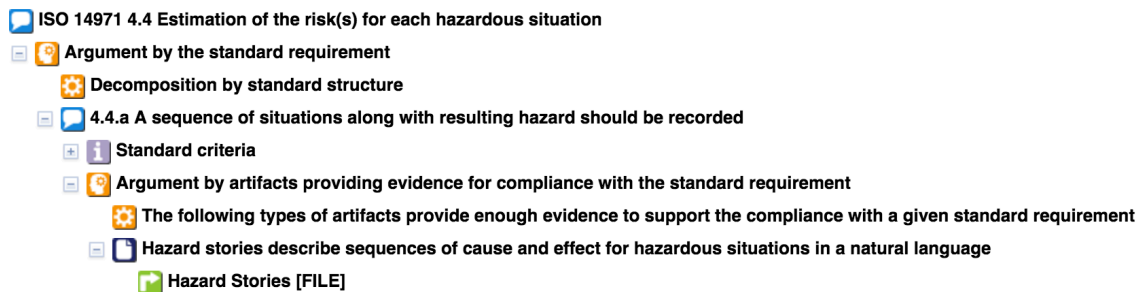 ISO 14971 4.4 Estimation of the risk(s) for each hazardous situation
Argument by the standard requirement
Decomposition by standard structure
4.4.a A sequence of situations along with resulting hazard should be recorded
Standard criteria
Argument by artifacts providing evidence for compliance with the standard requirement
The following types of artifacts provide enough evidence to support the compliance with a given standard requirement
Hazard stories describe sequences of cause and effect for hazardous situations in a natural language
Hazard Stories [FILE]